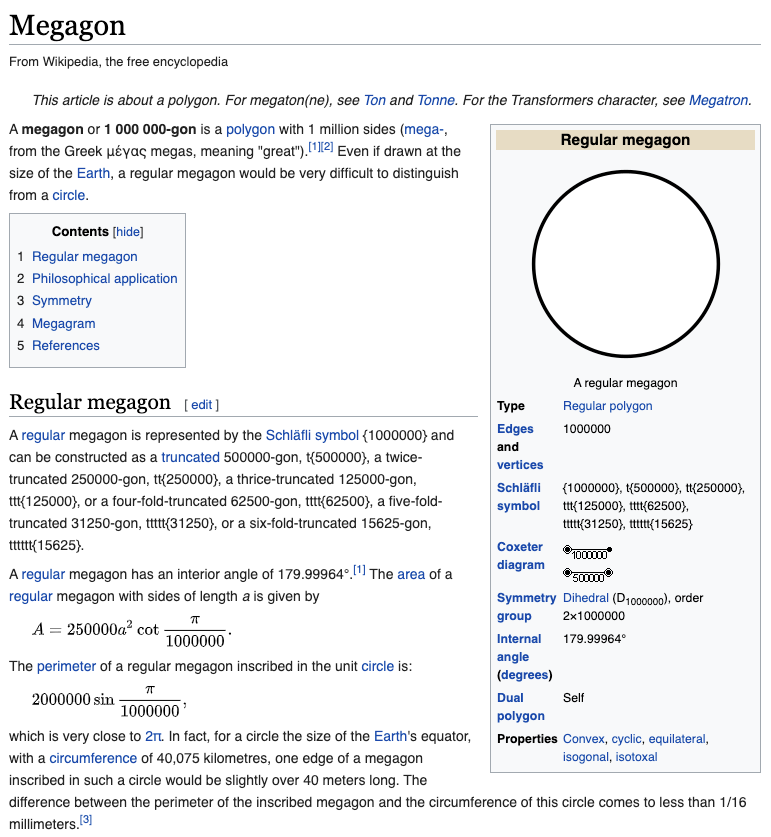 Megagon
From Wikipedia, the free encyclopedia
This article is about a polygon. For megaton(ne), see Ton and Tonne. For the Transformers character, see Megatron.
A megagon or 1 000 000-gon is a polygon with 1 million sides (mega-,
from the Greek μέγας megas, meaning "great").[1][2] Even if drawn at the
size of the Earth, a regular megagon would be very difficult to distinguish
from a circle.
Contents [hide]
1 Regular megagon
2 Philosophical application
3 Symmetry
4 Megagram
5 References
Regular megagon [ edit ]
A regular megagon is represented by the Schläfli symbol {1000000} and
can be constructed as a truncated 500000-gon, t{500000}, a twice-
truncated 250000-gon, tt{250000}, a thrice-truncated 125000-gon,
ttt{125000}, or a four-fold-truncated 62500-gon, tttt{62500}, a five-fold-
truncated 31250-gon, ttttt{31250}, or a six-fold-truncated 15625-gon,
tttttt{15625}.
A regular megagon has an interior angle of 179.99964°.[1] The area of a
regular megagon with sides of length a is given by
A = 250000a² cot π/1000000.
The perimeter of a regular megagon inscribed in the unit circle is:
2000000 sin π/1000000,
which is very close to 2π. In fact, for a circle the size of the Earth's equator,
with a circumference of 40,075 kilometres, one edge of a megagon
inscribed in such a circle would be slightly over 40 meters long. The
difference between the perimeter of the inscribed megagon and the circumference of this circle comes to less than 1/16
millimeters.[3]
Regular megagon
A regular megagon
Type Regular polygon
Edges 1000000
and
vertices
Schläfli {1000000}, t{500000}, tt{250000},
symbol ttt{125000}, tttt{62500},
ttttt{31250}, tttttt{15625}
Coxeter 1000000
diagram 500000
Symmetry Dihedral (D1000000), order
group 2×1000000
Internal 179.99964°
angle
(degrees)
Dual Self
polygon
Properties Convex, cyclic, equilateral,
isogonal, isotoxal